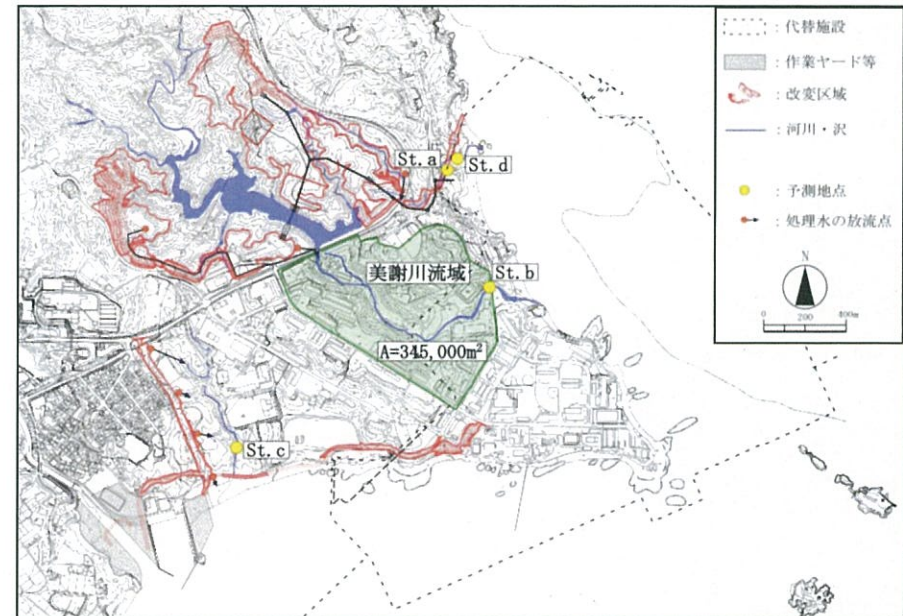 ：代替施設
：作業ヤード等
：改変区域
：河川・沢
：予測地点
：処理水の放流点
N
0 200 400m
St. a
St. d
美謝川流域
St. b
A=345,000m²
St. c